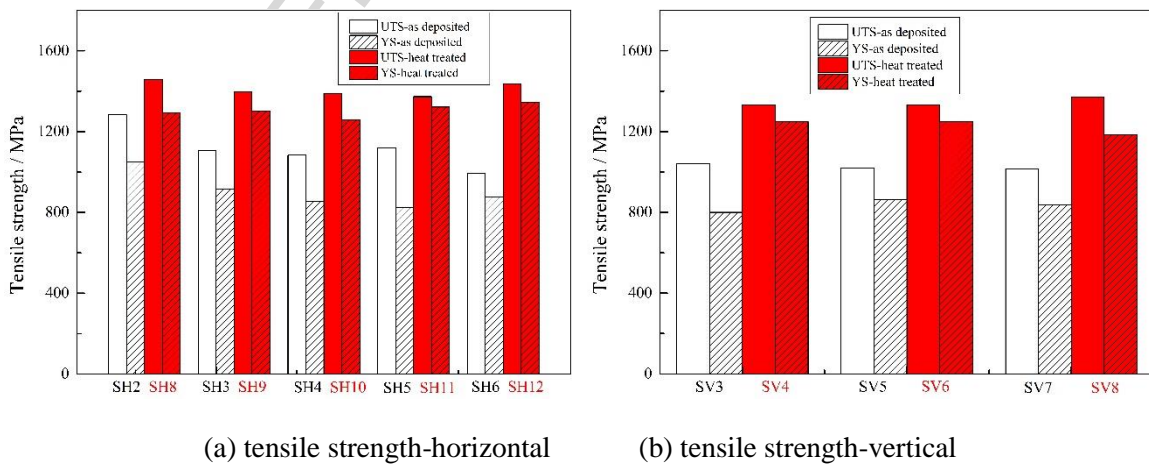 UTS-as deposited
YS-as deposited
UTS-heat treated
YS-heat treated
1600
1200
800
400
0
Tensile strength / MPa
SH2 SH8 SH3 SH9 SH4 SH10 SH5 SH11 SH6 SH12
(a) tensile strength-horizontal
UTS-as deposited
YS-as deposited
UTS-heat treated
YS-heat treated
1600
1200
800
400
0
Tensile strength / MPa
SV3 SV4 SV5 SV6 SV7 SV8
(b) tensile strength-vertical